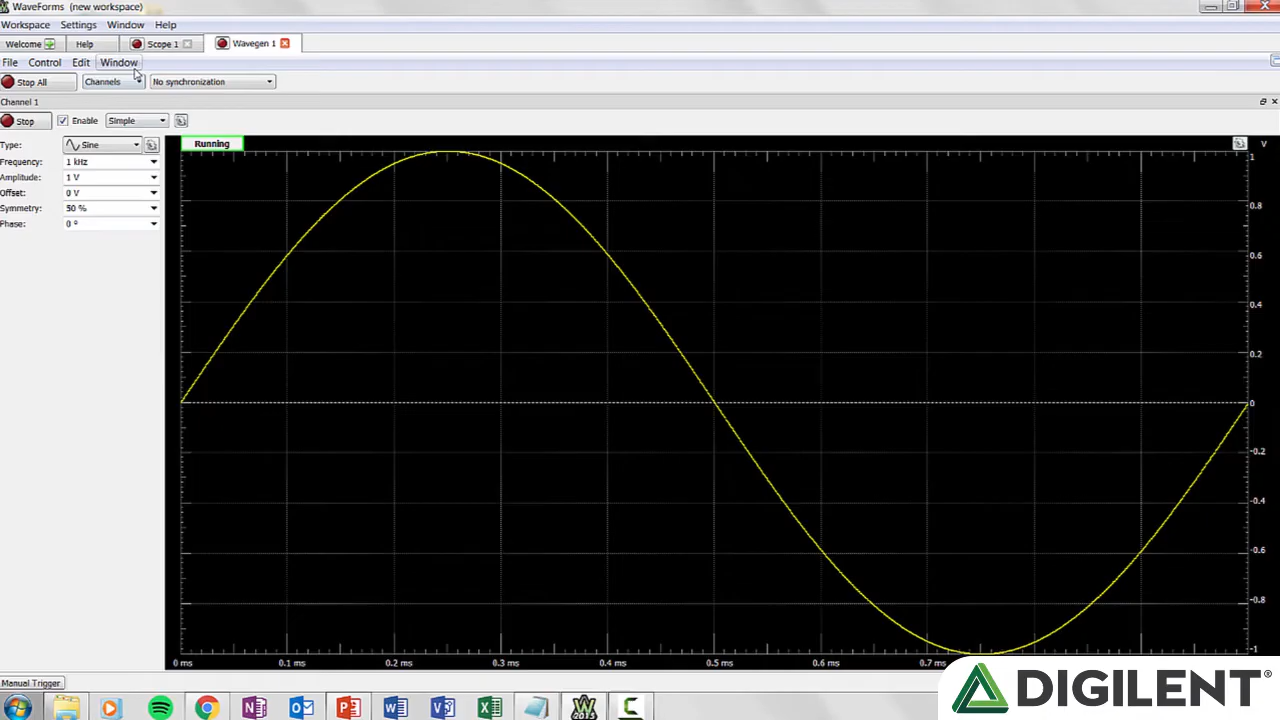 WaveForms (new workspace)
Workspace Settings Window Help
Welcome Help Scope 1 Wavegen 1
File Control Edit Window
Stop All Channels No synchronization
Channel 1
Stop Enable Simple
Running V
Type: Sine
Frequency: 1 kHz
Amplitude: 1 V
Offset: 0 V
Symmetry: 50 %
Phase: 0 º
1
0.8
0.6
0.4
0.2
0
-0.2
-0.4
-0.6
-0.8
-1
0 ms 0.1 ms 0.2 ms 0.3 ms 0.4 ms 0.5 ms 0.6 ms 0.7 ms
Manual Trigger
DIGILENT®
2015